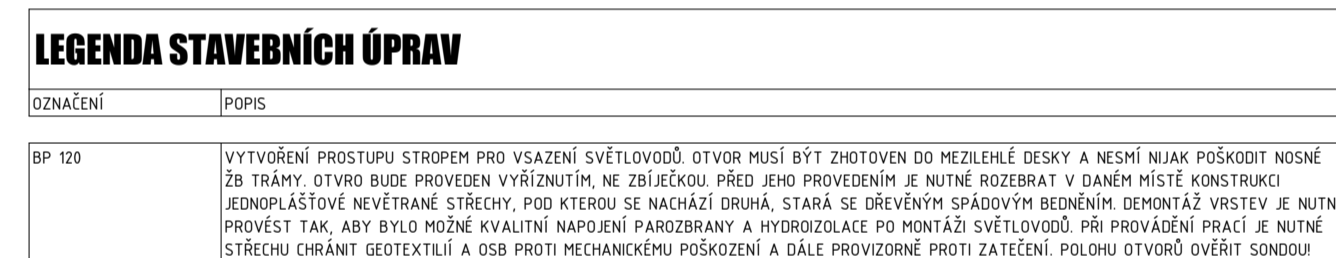 LEGENDA STAVEBNÍCH ÚPRAV
OZNAČENÍ POPIS
BP 120 VYTVOŘENÍ PROSTUPU STROPEM PRO VSAZENÍ SVĚTLOVODŮ. OTVOR MUSÍ BÝT ZHOTOVEN DO MEZILEHLÉ DESKY A NESMÍ NIJAK POŠKODIT NOSNÉ
ŽB TRÁMY. OTVRO BUDE PROVEDEN VYŘÍZNUTÍM, NE ZBÍJEČKOU. PŘED JEHO PROVEDENÍM JE NUTNÉ ROZEBRAT V DANÉM MÍSTĚ KONSTRUKCI
JEDNOPLÁŠŤOVÉ NEVĚTRANÉ STŘECHY, POD KTEROU SE NACHÁZÍ DRUHÁ, STARÁ SE DŘEVĚNÝM SPÁDOVÝM BEDNĚNÍM. DEMONTÁŽ VRSTEV JE NUTN
PROVÉST TAK, ABY BYLO MOŽNÉ KVALITNÍ NAPOJENÍ PAROZBRANY A HYDROIZOLACE PO MONTÁŽI SVĚTLOVODŮ. PŘI PROVÁDĚNÍ PRACÍ JE NUTNÉ
STŘECHU CHRÁNIT GEOTEXTILIÍ A OSB PROTI MECHANICKÉMU POŠKOZENÍ A DÁLE PROVIZORNĚ PROTI ZATEČENÍ. POLOHU OTVORŮ OVĚŘIT SONDOU!